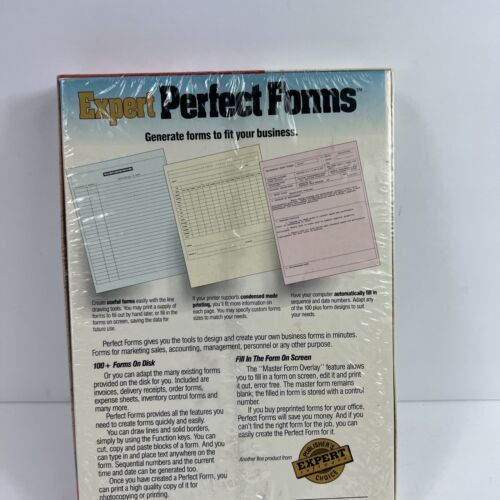 Expert Perfect Forms™
Generate forms to fit your business.
Create useful forms easily with the line
drawing tools. You may print a supply of
forms to fill out by hand later, or fill in the
forms on screen, saving the data for
future use.
If your printer supports condensed mode
printing, you'll fit more information on
each page. You may specify custom forms
sizes to match your needs.
Have your computer automatically fill in
sequence and date numbers. Adapt any
of the 100 plus form designs to suit
your needs.
Perfect Forms gives you the tools to design and create your own business forms in minutes.
Forms for marketing sales, accounting, management, personnel or any other purpose.
100+ Forms On Disk
Or you can adapt the many existing forms
provided on the disk for you. Included are
invoices, delivery receipts, order forms,
expense sheets, inventory control forms and
many more.
Perfect Forms provides all the features you
need to create forms quickly and easily.
You can draw lines and solid borders,
simply by using the Function keys. You can
cut, copy and paste blocks of a form. And you
can type in and place text anywhere on the
form. Sequential numbers and the current
time and date can be entered automatically.
Once you have created a Perfect Form, you
can print a high quality copy of it for
photocopying or printing.
Fill In The Form On Screen
The "Master Form Overlay" feature allows
you to fill in a form on screen, edit it and print
it out, error free. The master form remains
blank; the filled in form is stored with a control
number.
If you buy preprinted forms for your office,
Perfect Forms will save you money. And if you
can't find the right form for the job, you can
easily create the Perfect Form for it.
Another fine product from
PUBLISHER'S
EXPERT
CHOICE